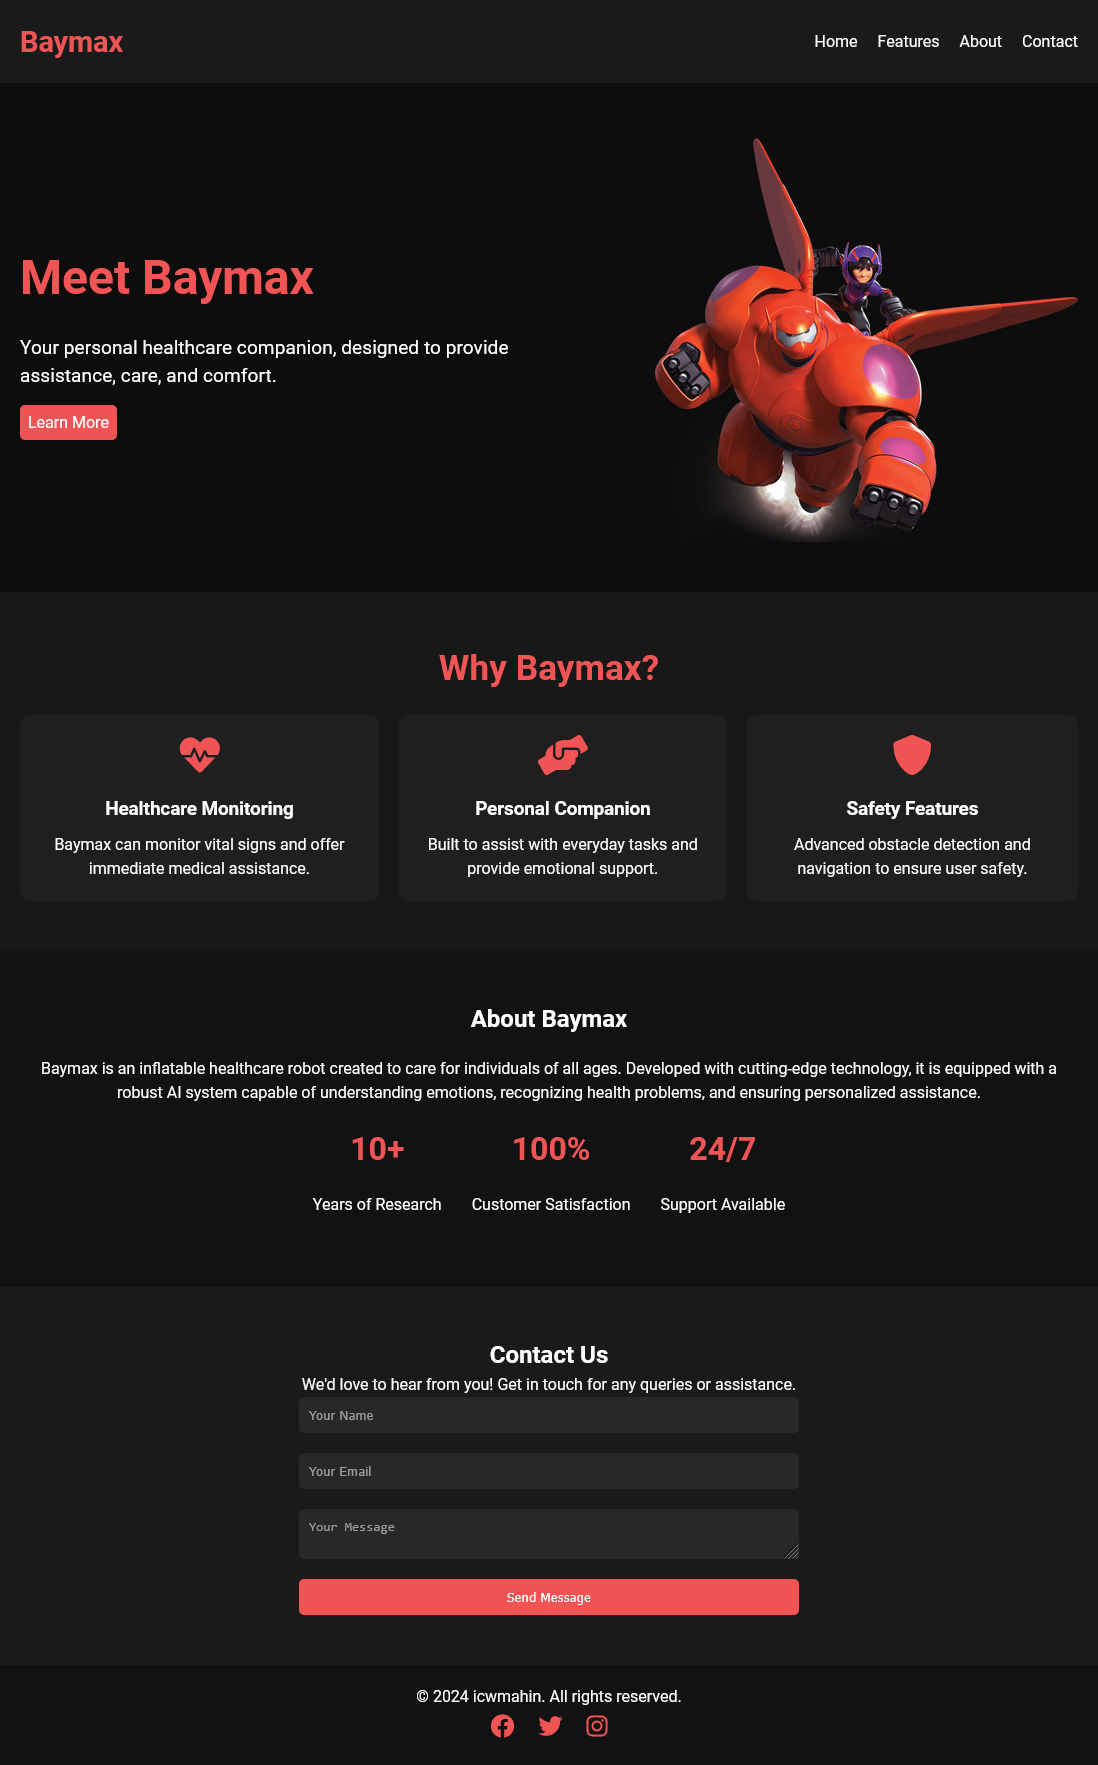 Baymax
Home Features About Contact
Meet Baymax
Your personal healthcare companion, designed to provide
assistance, care, and comfort.
Learn More
Why Baymax?
Healthcare Monitoring
Baymax can monitor vital signs and offer
immediate medical assistance.
Personal Companion
Built to assist with everyday tasks and
provide emotional support.
Safety Features
Advanced obstacle detection and
navigation to ensure user safety.
About Baymax
Baymax is an inflatable healthcare robot created to care for individuals of all ages. Developed with cutting-edge technology, it is equipped with a
robust AI system capable of understanding emotions, recognizing health problems, and ensuring personalized assistance.
10+
Years of Research
100%
Customer Satisfaction
24/7
Support Available
Contact Us
We'd love to hear from you! Get in touch for any queries or assistance.
Your Name
Your Email
Your Message
Send Message
© 2024 icwmahin. All rights reserved.